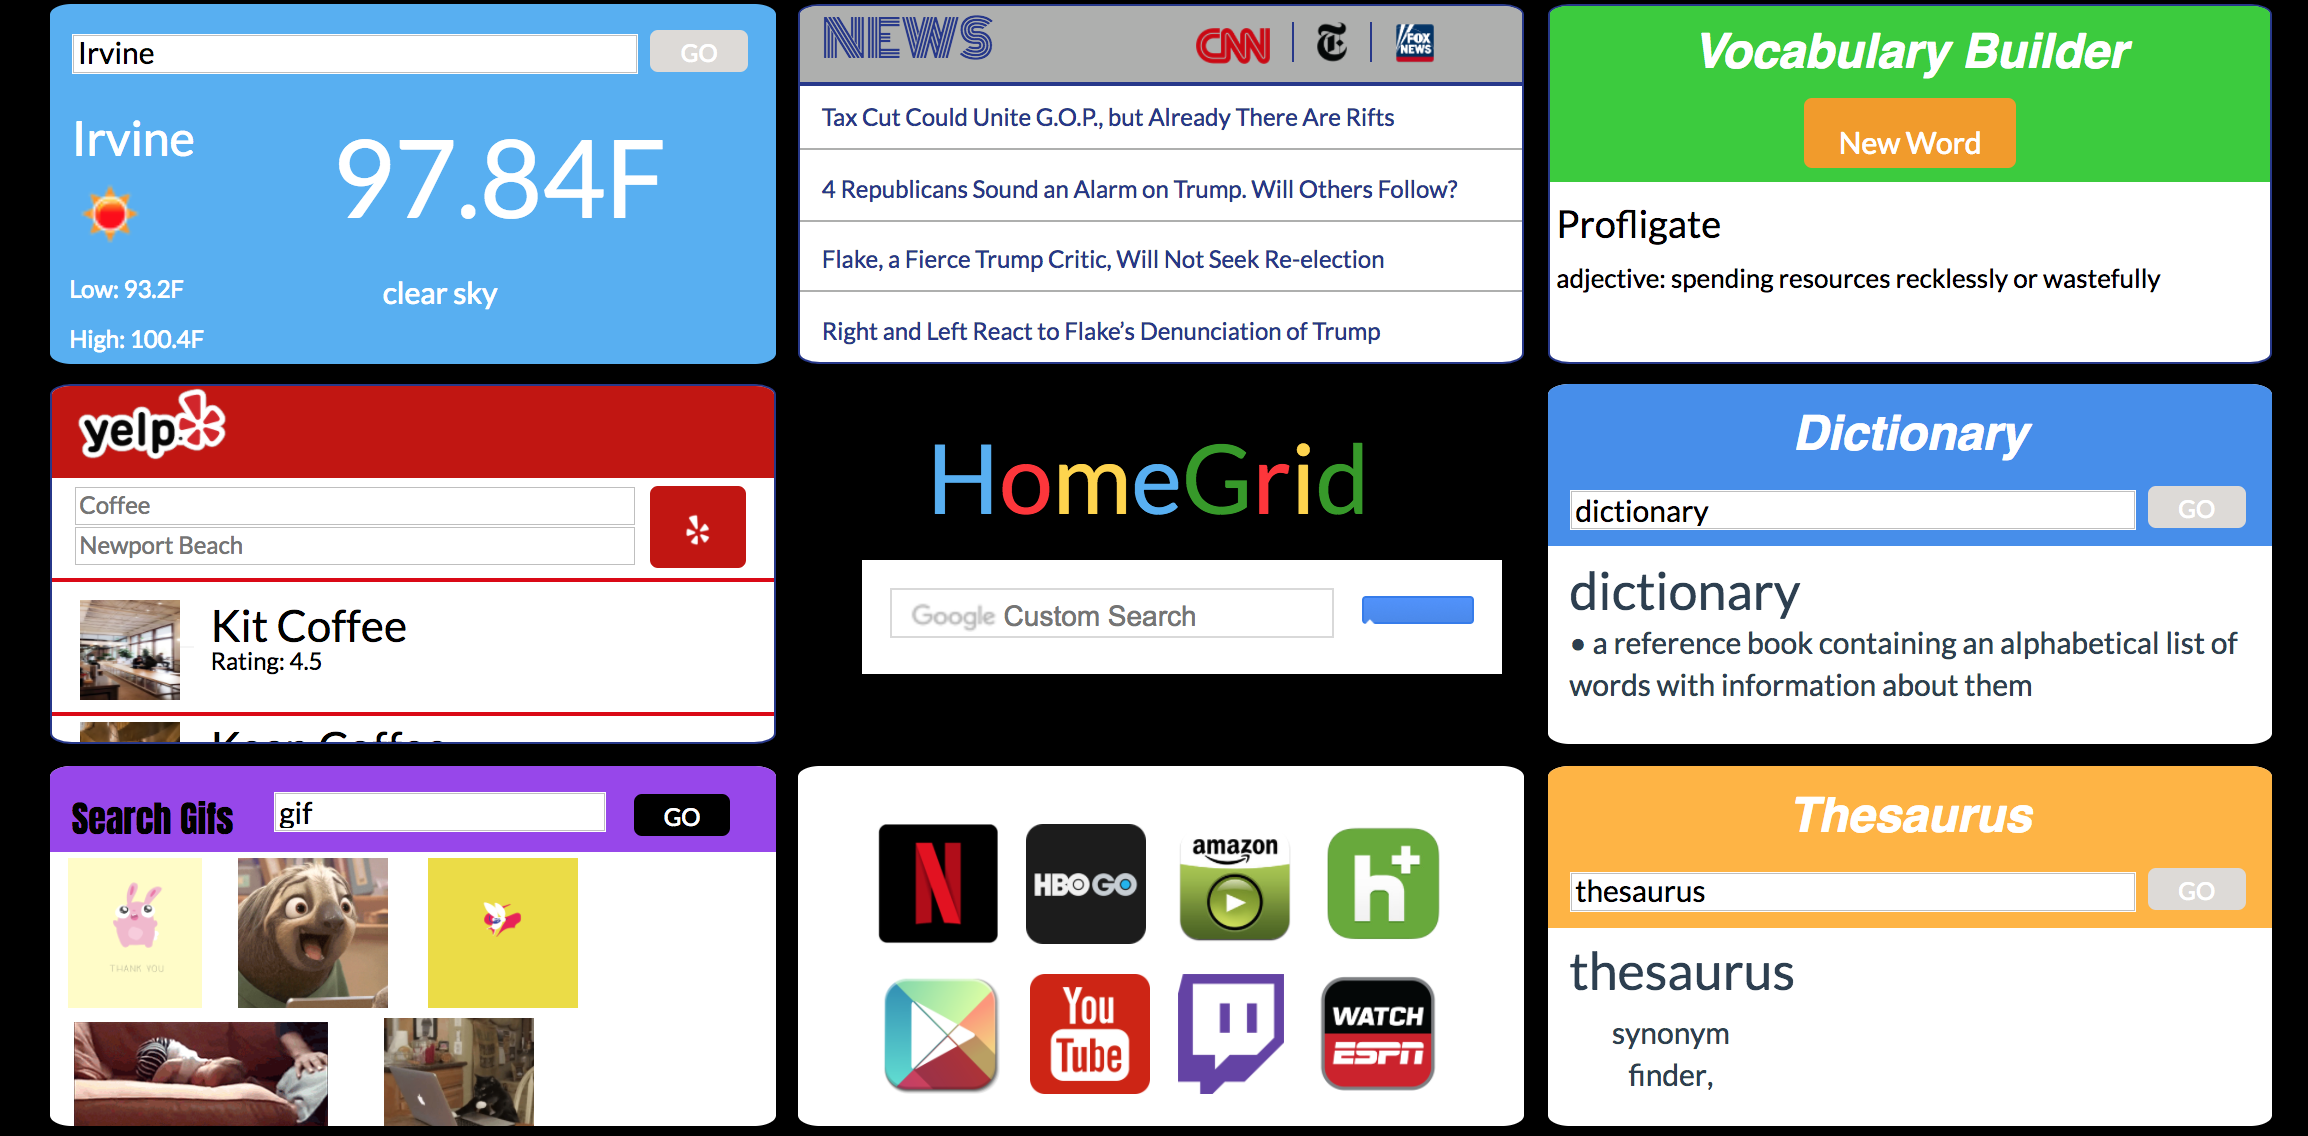 Irvine
GO
Irvine
97.84F
Low: 93.2F
clear sky
High: 100.4F
NEWS
CNN
T
FOX
NEWS
Tax Cut Could Unite G.O.P., but Already There Are Rifts
4 Republicans Sound an Alarm on Trump. Will Others Follow?
Flake, a Fierce Trump Critic, Will Not Seek Re-election
Right and Left React to Flake’s Denunciation of Trump
Vocabulary Builder
New Word
Profligate
adjective: spending resources recklessly or wastefully
yelp
Coffee
Newport Beach
Kit Coffee
Rating: 4.5
HomeGrid
Google Custom Search
Dictionary
dictionary
GO
dictionary
• a reference book containing an alphabetical list of
words with information about them
Search Gifs
gif
GO
THANK YOU
N
HBO GO
amazon
h+
You
Tube
WATCH
ESPN
Thesaurus
thesaurus
GO
thesaurus
synonym
finder,